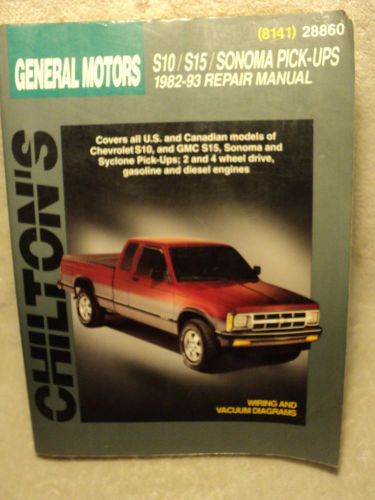 (8141) 28860
GENERAL MOTORS
S10/S15/SONOMA PICK-UPS
1982-93 REPAIR MANUAL
Covers all U.S. and Canadian models of
Chevrolet S10, and GMC S15, Sonoma and
Syclone Pick-Ups; 2 and 4 wheel drive,
gasoline and diesel engines
CHILTON'S
WIRING AND
VACUUM DIAGRAMS